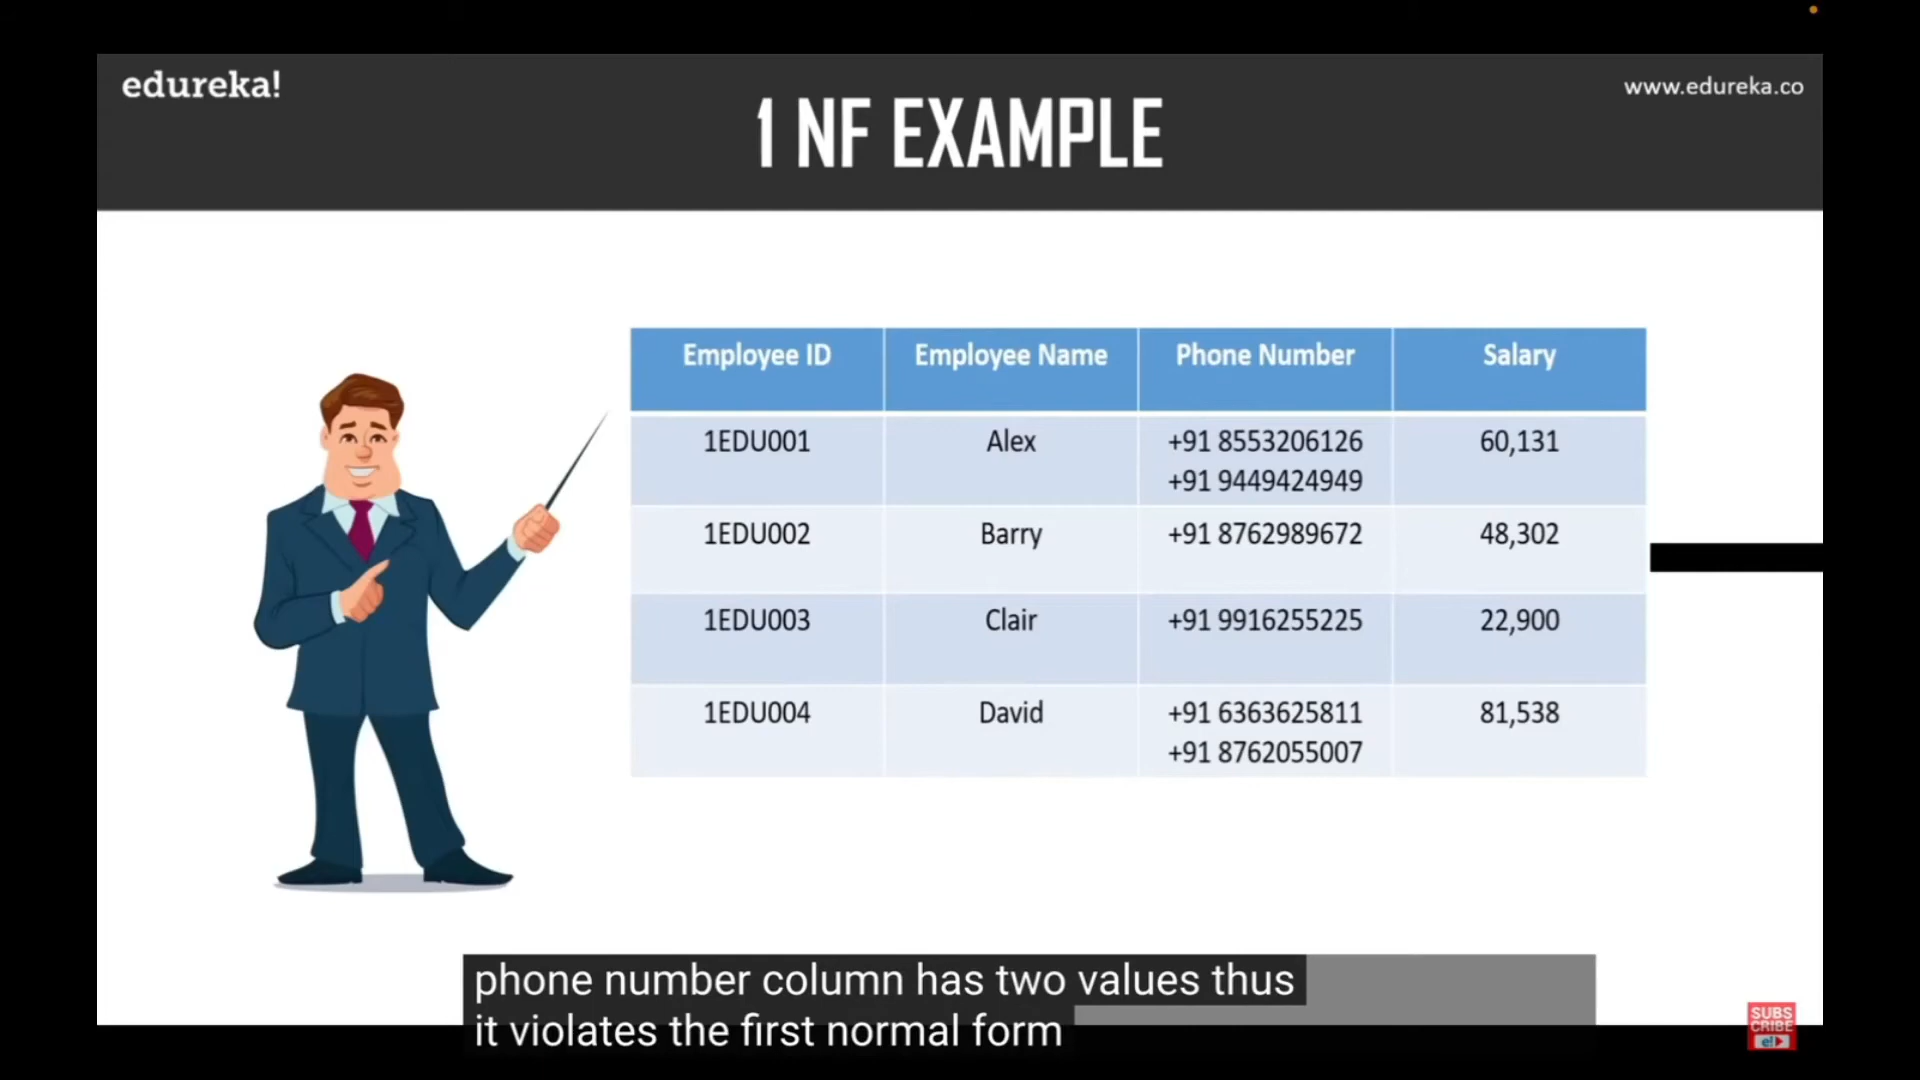 edureka!
www.edureka.co
1 NF EXAMPLE
Employee ID Employee Name Phone Number Salary
1EDU001 Alex +91 8553206126 60,131
+91 9449424949
1EDU002 Barry +91 8762989672 48,302
1EDU003 Clair +91 9916255225 22,900
1EDU004 David +91 6363625811 81,538
+91 8762055007
phone number column has two values thus
it violates the first normal form
SUBS
CRIBE
e!